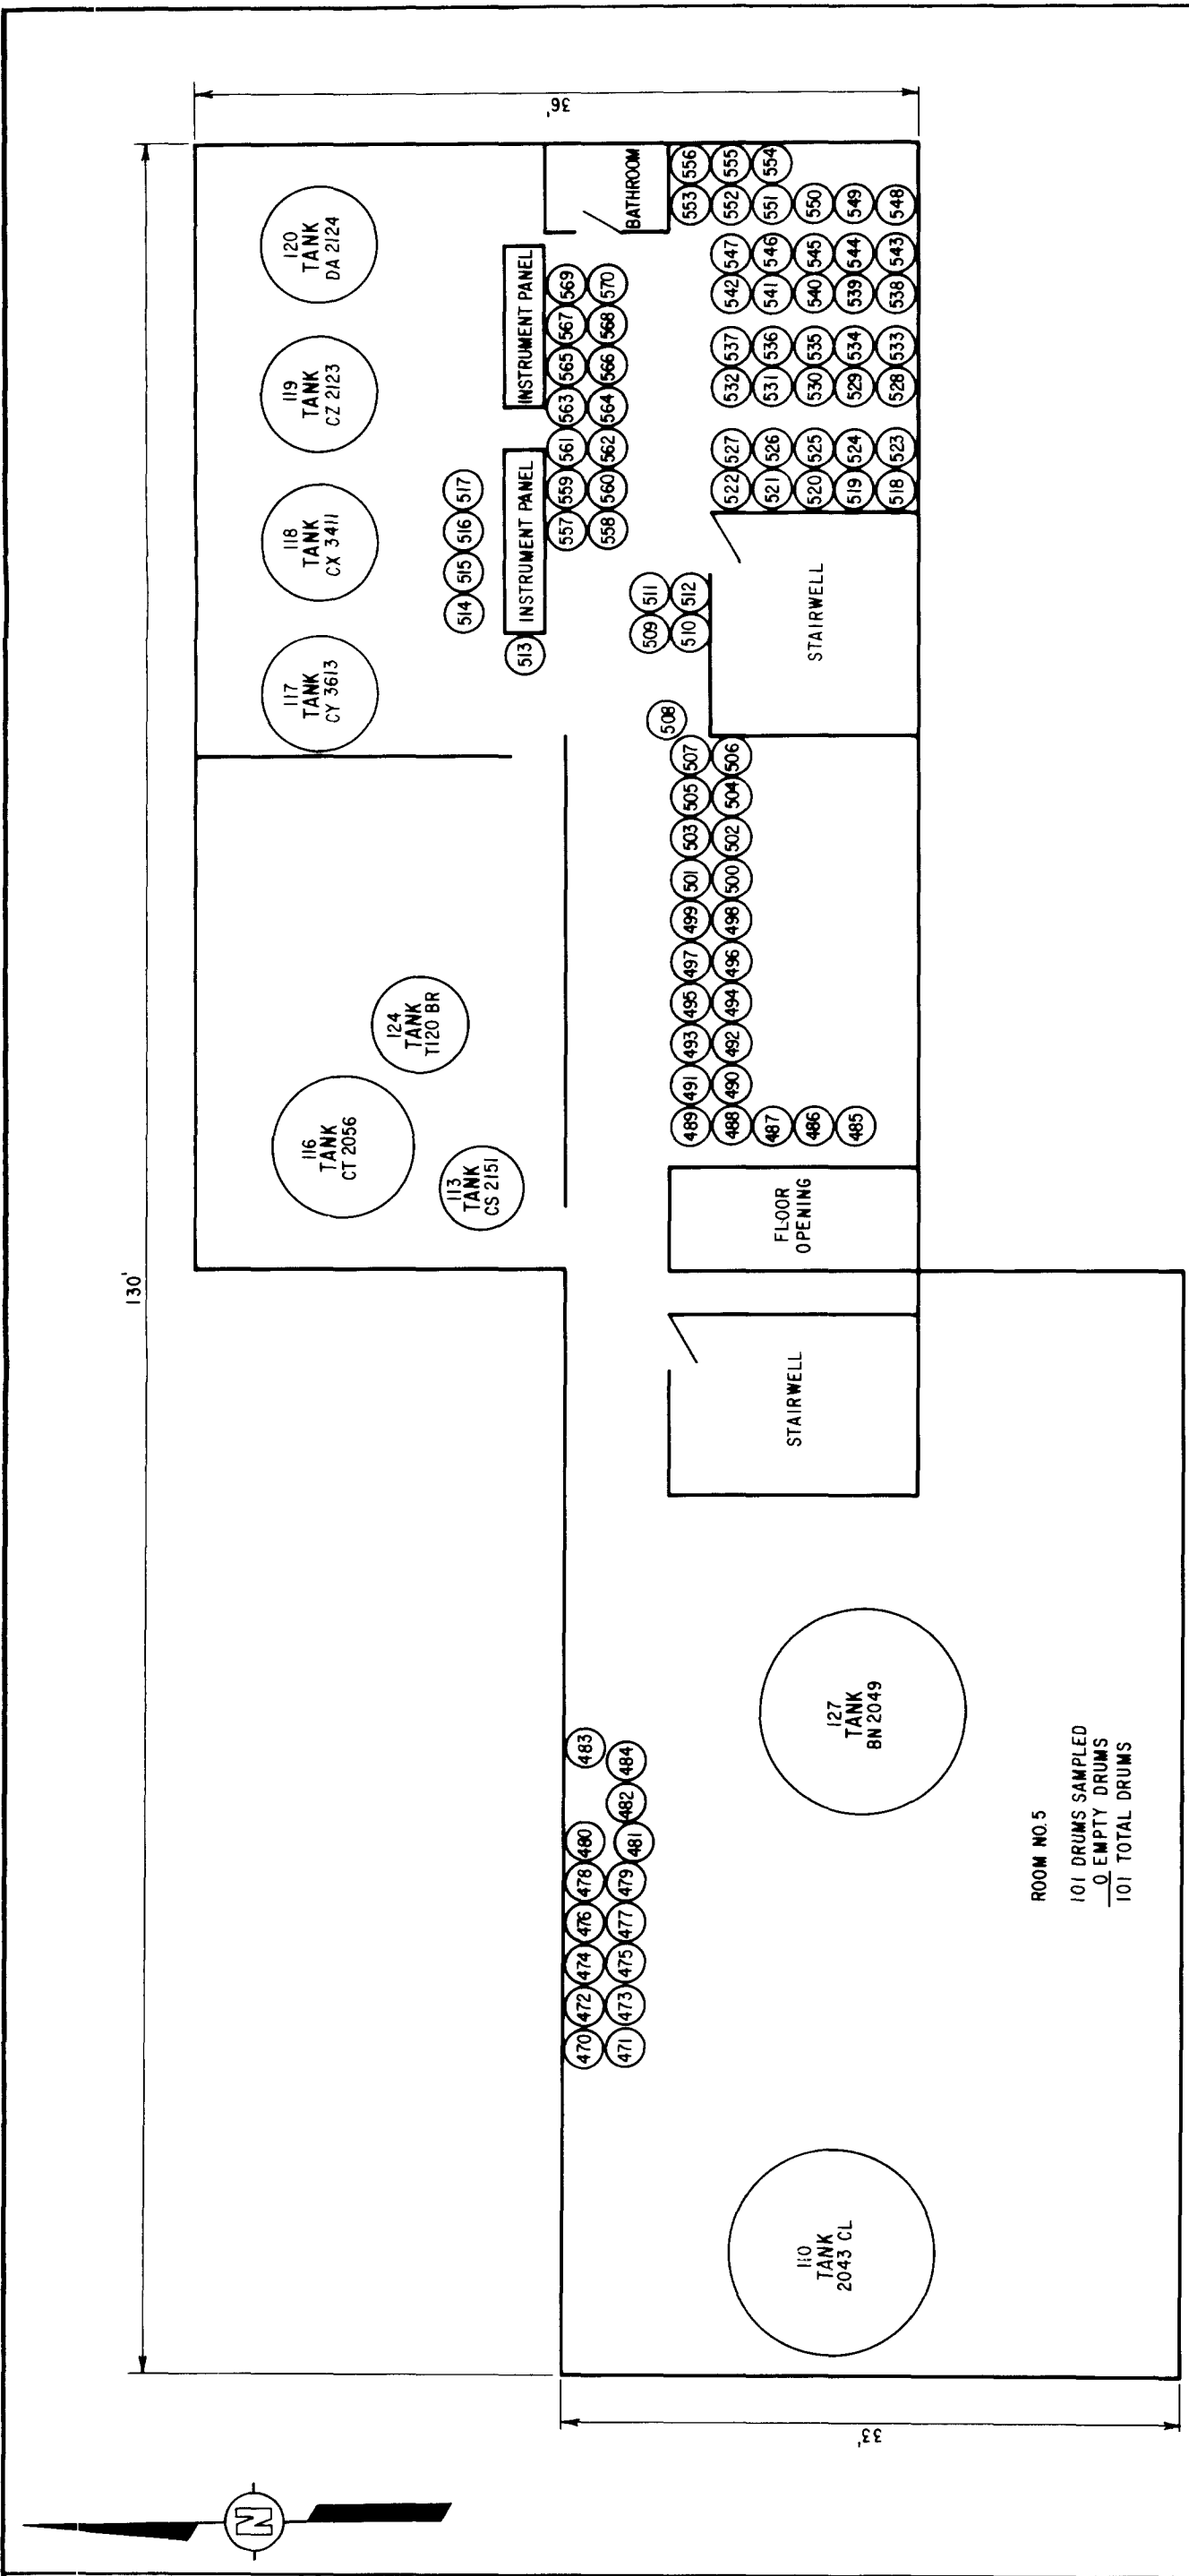 130'
N
36'
33'
116
TANK
CT 2056
124
TANK
T120 BR
113
TANK
CS 2151
117
TANK
CY 3613
118
TANK
CX 3411
119
TANK
CZ 2123
120
TANK
DA 2124
514 515 516 517
513
INSTRUMENT PANEL
INSTRUMENT PANEL
BATHROOM
557 559 561 563 565 567 569
558 560 562 564 566 568 570
470 472 474 476 478 480 483
471 473 475 477 479 481 482 484
509 511
510 512
508
489 491 493 495 497 499 501 503 505 507
488 490 492 494 496 498 500 502 504 506
487
486
485
553 556
522 527 532 537 542 547 552 555
521 526 531 536 541 546 551 554
520 525 530 535 540 545 550
519 524 529 534 539 544 549
518 523 528 533 538 543 548
STAIRWELL
FLOOR
OPENING
STAIRWELL
110
TANK
2043 CL
127
TANK
BN 2049
ROOM NO. 5
101 DRUMS SAMPLED
0 EMPTY DRUMS
101 TOTAL DRUMS